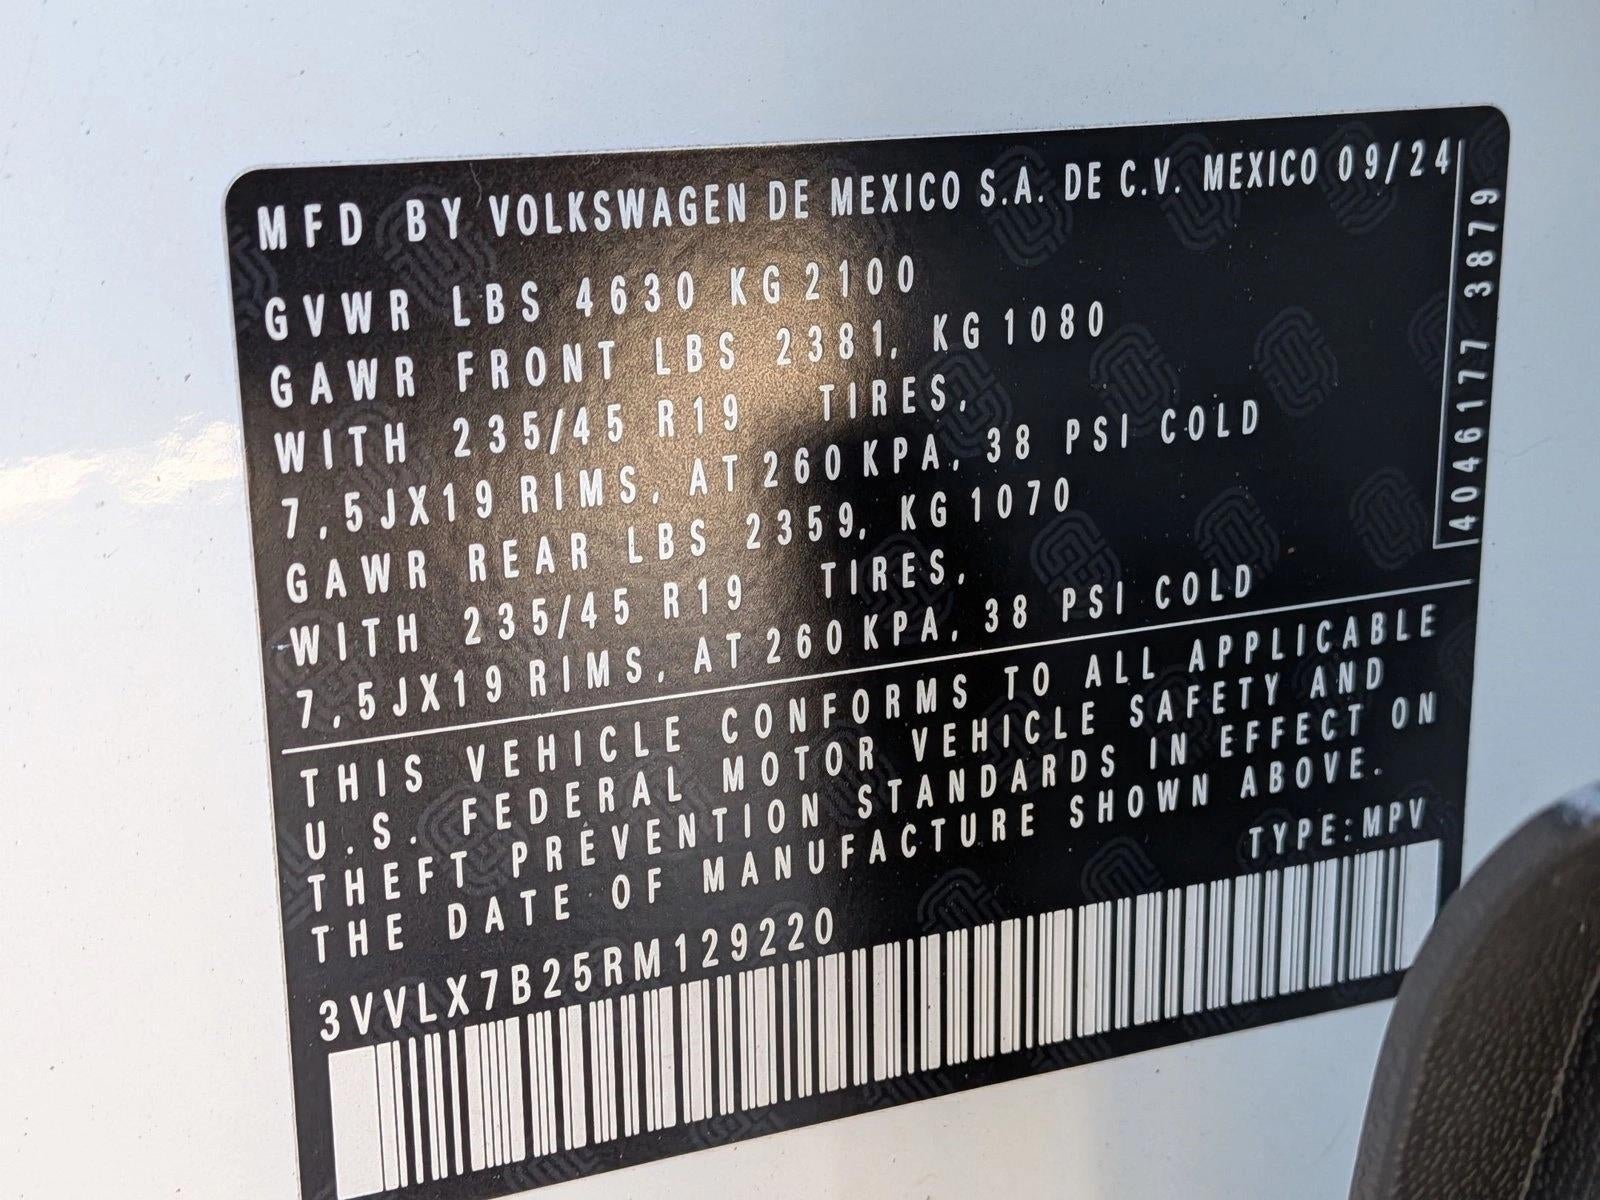 MFD BY VOLKSWAGEN DE MEXICO S.A. DE C.V. MEXICO 09/24
GVWR LBS 4630 KG 2100
GAWR FRONT LBS 2381, KG 1080
WITH 235/45 R19 TIRES,
7,5JX19 RIMS, AT 260 KPA, 38 PSI COLD
GAWR REAR LBS 2359, KG 1070
WITH 235/45 R19 TIRES,
7,5JX19 RIMS, AT 260 KPA, 38 PSI COLD
4046177 3879
THIS VEHICLE CONFORMS TO ALL APPLICABLE
U.S. FEDERAL MOTOR VEHICLE SAFETY AND
THEFT PREVENTION STANDARDS IN EFFECT ON
THE DATE OF MANUFACTURE SHOWN ABOVE.
TYPE:MPV
3VVLX7B25RM129220